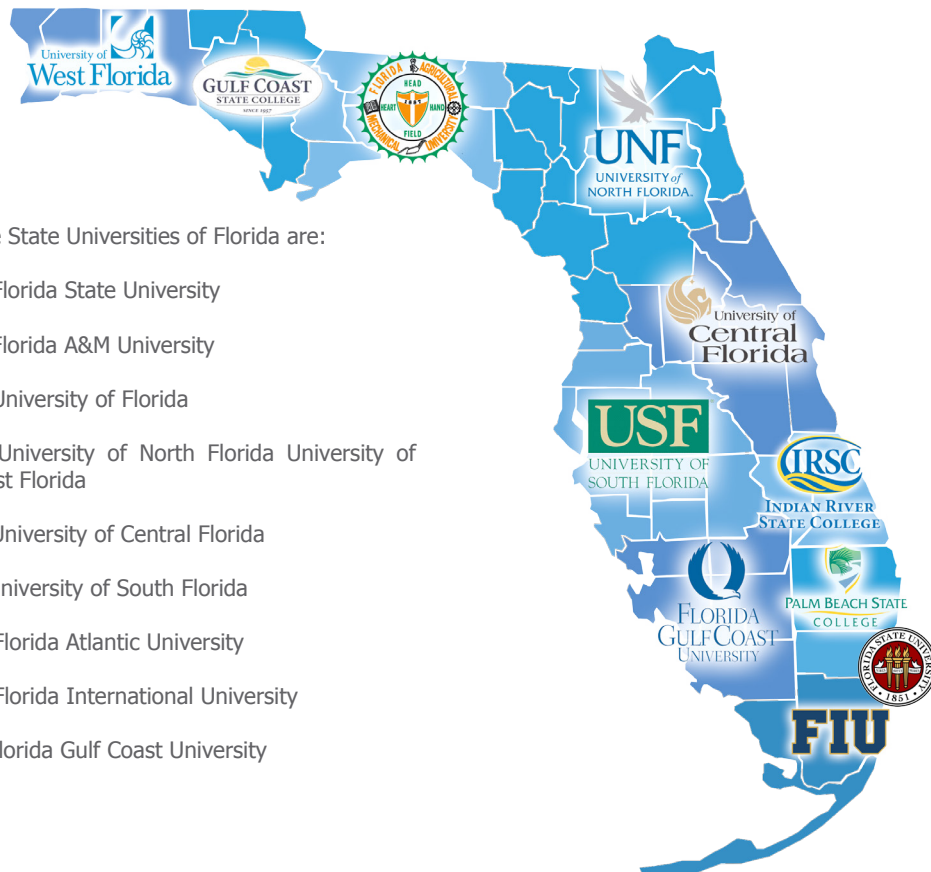 University of
West Florida
GULF COAST
STATE COLLEGE
SINCE 1957
FLORIDA AGRICULTURAL
MECHANICAL UNIVERSITY
HEAD
1887
HEART HAND
FIELD
UNF
UNIVERSITY of
NORTH FLORIDA.
e State Universities of Florida are:
Florida State University
Florida A&M University
University of Florida
University of North Florida University of
st Florida
University of Central Florida
niversity of South Florida
Florida Atlantic University
Florida International University
lorida Gulf Coast University
University of
Central
Florida
USF
UNIVERSITY OF
SOUTH FLORIDA
IRSC
INDIAN RIVER
STATE COLLEGE
FLORIDA
GULF COAST
UNIVERSITY
PALM BEACH STATE
COLLEGE
FLORIDA STATE UNIVERSITY
1851
FIU